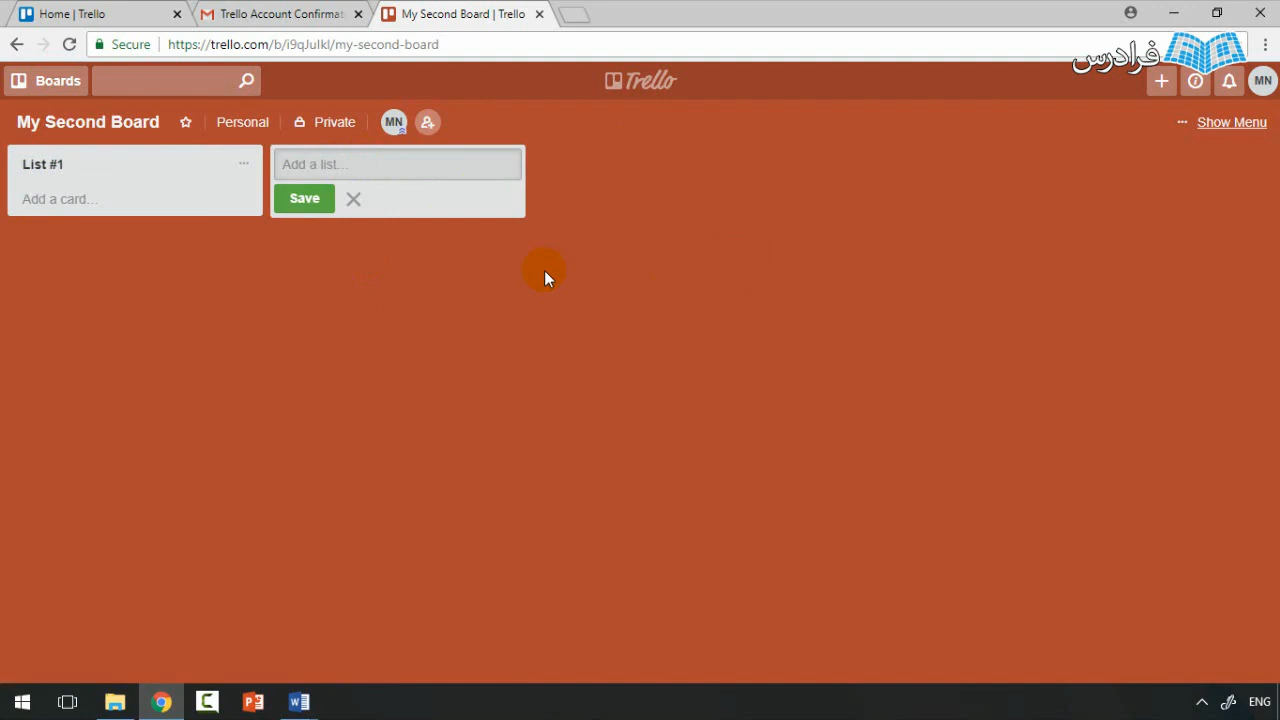 Home | Trello
Trello Account Confirmat
My Second Board | Trello
Secure
https://trello.com/b/i9qJulkl/my-second-board
فرادرس
Boards
Trello
MN
My Second Board
Personal
Private
MN
Show Menu
List #1
Add a list...
Add a card...
Save
ENG